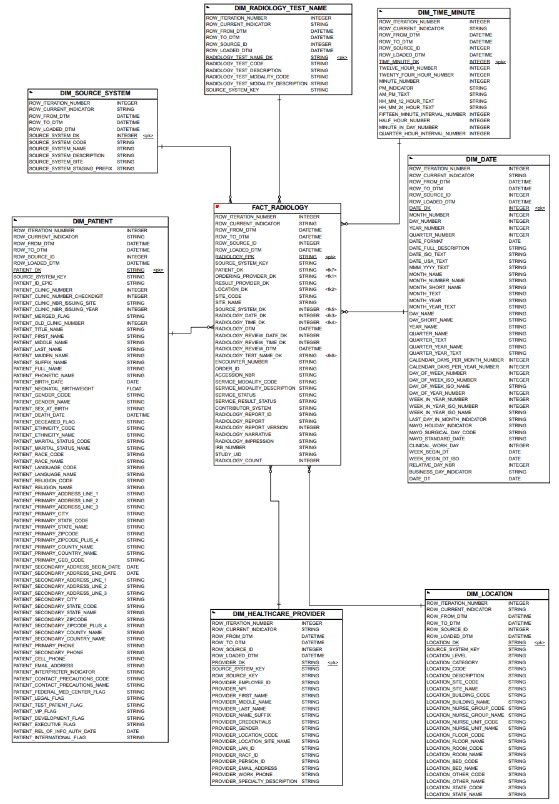 DIM_RADIOLOGY_TEST_NAME
ROW_ITERATION_NUMBER INTEGER
ROW_CURRENT_INDICATOR STRING
ROW_FROM_DTM DATETIME
ROW_TO_DTM DATETIME
ROW_SOURCE_ID INTEGER
ROW_LOADED_DTM DATETIME
RADIOLOGY_TEST_NAME_DK STRING <pk>
RADIOLOGY_TEST_CODE STRING
RADIOLOGY_TEST_DESCRIPTION STRING
RADIOLOGY_TEST_MODALITY_CODE STRING
RADIOLOGY_TEST_MODALITY_DESCRIPTION STRING
SOURCE_SYSTEM_KEY STRING
DIM_TIME_MINUTE
ROW_ITERATION_NUMBER INTEGER
ROW_CURRENT_INDICATOR STRING
ROW_FROM_DTM DATETIME
ROW_TO_DTM DATETIME
ROW_SOURCE_ID INTEGER
ROW_LOADED_DTM DATETIME
TIME_MINUTE_DK INTEGER <pk>
TWELVE_HOUR_NUMBER INTEGER
TWENTY_FOUR_HOUR_NUMBER INTEGER
MINUTE_NUMBER INTEGER
PM_INDICATOR STRING
AM_PM_TEXT STRING
HH_MM_12_HOUR_TEXT STRING
HH_MM_24_HOUR_TEXT STRING
FIFTEEN_MINUTE_INTERVAL_NUMBER INTEGER
HALF_HOUR_NUMBER INTEGER
MINUTE_IN_DAY_NUMBER INTEGER
QUARTER_HOUR_INTERVAL_NUMBER INTEGER
DIM_SOURCE_SYSTEM
ROW_ITERATION_NUMBER INTEGER
ROW_CURRENT_INDICATOR STRING
ROW_FROM_DTM DATETIME
ROW_TO_DTM DATETIME
ROW_LOADED_DTM DATETIME
SOURCE_SYSTEM_DK INTEGER <pk>
SOURCE_SYSTEM_CODE STRING
SOURCE_SYSTEM_NAME STRING
SOURCE_SYSTEM_DESCRIPTION STRING
SOURCE_SYSTEM_SITE STRING
SOURCE_SYSTEM_STAGING_PREFIX STRING
DIM_DATE
ROW_ITERATION_NUMBER INTEGER
ROW_CURRENT_INDICATOR STRING
ROW_FROM_DTM DATETIME
ROW_TO_DTM DATETIME
ROW_SOURCE_ID INTEGER
ROW_LOADED_DTM DATETIME
DATE_DK INTEGER <pk>
MONTH_NUMBER INTEGER
DAY_NUMBER INTEGER
YEAR_NUMBER INTEGER
QUARTER_NUMBER INTEGER
DATE_FORMAT DATE
DATE_FULL_DESCRIPTION STRING
DATE_ISO_TEXT STRING
DATE_USA_TEXT STRING
MMM_YYYY_TEXT STRING
MONTH_NAME STRING
MONTH_NUMBER_NAME STRING
MONTH_SHORT_NAME STRING
MONTH_TEXT STRING
MONTH_YEAR STRING
MONTH_YEAR_TEXT STRING
DAY_NAME STRING
DAY_SHORT_NAME STRING
YEAR_NAME STRING
QUARTER_NAME STRING
QUARTER_TEXT STRING
QUARTER_YEAR_NAME STRING
QUARTER_YEAR_TEXT STRING
CALENDAR_DAYS_PER_MONTH_NUMBER INTEGER
CALENDAR_DAYS_PER_YEAR_NUMBER INTEGER
DAY_OF_WEEK_NUMBER INTEGER
DAY_OF_WEEK_ISO_NUMBER INTEGER
DAY_OF_WEEK_ISO_NAME STRING
DAY_OF_YEAR_NUMBER INTEGER
WEEK_IN_YEAR_NUMBER INTEGER
WEEK_IN_YEAR_ISO_NUMBER INTEGER
WEEK_IN_YEAR_ISO_NAME STRING
LAST_DAY_IN_MONTH_INDICATOR STRING
MAYO_HOLIDAY_INDICATOR STRING
MAYO_SURGICAL_DAY_CODE STRING
MAYO_STANDARD_DATE STRING
CLINICAL_WORK_DAY INTEGER
WEEK_BEGIN_DT DATE
WEEK_BEGIN_DT_ISO DATE
RELATIVE_DAY_NBR INTEGER
BUSINESS_DAY_INDICATOR STRING
DATE_DT DATE
FACT_RADIOLOGY
ROW_ITERATION_NUMBER INTEGER
ROW_CURRENT_INDICATOR STRING
ROW_FROM_DTM DATETIME
ROW_TO_DTM DATETIME
ROW_SOURCE_ID INTEGER
ROW_LOADED_DTM DATETIME
RADIOLOGY_FPK STRING <pk>
SOURCE_SYSTEM_KEY STRING
PATIENT_DK STRING <fk7>
ORDERING_PROVIDER_DK STRING <fk1>
RESULT_PROVIDER_DK STRING
LOCATION_DK STRING <fk2>
SITE_CODE STRING
SITE_NAME STRING
SOURCE_SYSTEM_DK INTEGER <fk5>
RADIOLOGY_DATE_DK INTEGER <fk3>
RADIOLOGY_TIME_DK INTEGER <fk4>
RADIOLOGY_DTM DATETIME
RADIOLOGY_REVIEW_DATE_DK INTEGER
RADIOLOGY_REVIEW_TIME_DK INTEGER
RADIOLOGY_REVIEW_DTM DATETIME
RADIOLOGY_TEST_NAME_DK STRING <fk6>
ENCOUNTER_NUMBER STRING
ORDER_ID STRING
ACCESSION_NBR STRING
SERVICE_MODALITY_CODE STRING
SERVICE_MODALITY_DESCRIPTION STRING
SERVICE_STATUS STRING
SERVICE_RESULT_STATUS STRING
CONTRIBUTOR_SYSTEM STRING
RADIOLOGY_REPORT_ID STRING
RADIOLOGY_REPORT STRING
RADIOLOGY_REPORT_VERSION INTEGER
RADIOLOGY_NARRATIVE STRING
RADIOLOGY_IMPRESSION STRING
IRB_NUMBER STRING
STUDY_UID STRING
RADIOLOGY_COUNT INTEGER
DIM_PATIENT
ROW_ITERATION_NUMBER INTEGER
ROW_CURRENT_INDICATOR STRING
ROW_FROM_DTM DATETIME
ROW_TO_DTM DATETIME
ROW_SOURCE_ID INTEGER
ROW_LOADED_DTM DATETIME
PATIENT_DK STRING <pk>
SOURCE_SYSTEM_KEY STRING
PATIENT_ID_EPIC STRING
PATIENT_CLINIC_NUMBER INTEGER
PATIENT_CLINIC_NUMBER_CHECKDIGIT INTEGER
PATIENT_CLINIC_NBR_ISSUING_SITE STRING
PATIENT_CLINIC_NBR_ISSUING_YEAR INTEGER
PATIENT_MERGED_FLAG STRING
PATIENT_OLD_CLINIC_NUMBER INTEGER
PATIENT_TITLE_NAME STRING
PATIENT_FIRST_NAME STRING
PATIENT_MIDDLE_NAME STRING
PATIENT_LAST_NAME STRING
PATIENT_MAIDEN_NAME STRING
PATIENT_SUFFIX_NAME STRING
PATIENT_FULL_NAME STRING
PATIENT_PHONETIC_NAME STRING
PATIENT_BIRTH_DATE DATE
PATIENT_NEONATAL_BIRTHWEIGHT FLOAT
PATIENT_GENDER_CODE STRING
PATIENT_GENDER_NAME STRING
PATIENT_SEX_AT_BIRTH STRING
PATIENT_DEATH_DATE DATETIME
PATIENT_DECEASED_FLAG STRING
PATIENT_ETHNICITY_CODE STRING
PATIENT_ETHNICITY_NAME STRING
PATIENT_MARITAL_STATUS_CODE STRING
PATIENT_MARITAL_STATUS_NAME STRING
PATIENT_RACE_CODE STRING
PATIENT_RACE_NAME STRING
PATIENT_LANGUAGE_CODE STRING
PATIENT_LANGUAGE_NAME STRING
PATIENT_RELIGION_CODE STRING
PATIENT_RELIGION_NAME STRING
PATIENT_PRIMARY_ADDRESS_LINE_1 STRING
PATIENT_PRIMARY_ADDRESS_LINE_2 STRING
PATIENT_PRIMARY_ADDRESS_LINE_3 STRING
PATIENT_PRIMARY_CITY STRING
PATIENT_PRIMARY_STATE_CODE STRING
PATIENT_PRIMARY_STATE_NAME STRING
PATIENT_PRIMARY_ZIPCODE STRING
PATIENT_PRIMARY_ZIPCODE_PLUS_4 STRING
PATIENT_PRIMARY_COUNTY_NAME STRING
PATIENT_PRIMARY_COUNTRY_NAME STRING
PATIENT_PRIMARY_GEO_CODE STRING
PATIENT_SECONDARY_ADDRESS_BEGIN_DATE DATE
PATIENT_SECONDARY_ADDRESS_END_DATE DATE
PATIENT_SECONDARY_ADDRESS_LINE_1 STRING
PATIENT_SECONDARY_ADDRESS_LINE_2 STRING
PATIENT_SECONDARY_ADDRESS_LINE_3 STRING
PATIENT_SECONDARY_CITY STRING
PATIENT_SECONDARY_STATE_CODE STRING
PATIENT_SECONDARY_STATE_NAME STRING
PATIENT_SECONDARY_ZIPCODE STRING
PATIENT_SECONDARY_ZIPCODE_PLUS_4 STRING
PATIENT_SECONDARY_COUNTY_NAME STRING
PATIENT_SECONDARY_COUNTRY_NAME STRING
PATIENT_PRIMARY_PHONE STRING
PATIENT_SECONDARY_PHONE STRING
PATIENT_CELL_PHONE STRING
PATIENT_EMAIL_ADDRESS STRING
PATIENT_INTERPRETER_INDICATOR STRING
PATIENT_CONTACT_PRECAUTIONS_CODE STRING
PATIENT_CONTACT_PRECAUTIONS_NAME STRING
PATIENT_FEDERAL_MED_CENTER_FLAG STRING
PATIENT_LEGAL_FLAG STRING
PATIENT_TEST_PATIENT_FLAG STRING
PATIENT_VIP_FLAG STRING
PATIENT_DEVELOPMENT_FLAG STRING
PATIENT_EXECUTIVE_FLAG STRING
PATIENT_REL_OF_INFO_AUTH_DATE DATE
PATIENT_INTERNATIONAL_FLAG STRING
DIM_HEALTHCARE_PROVIDER
ROW_ITERATION_NUMBER INTEGER
ROW_CURRENT_INDICATOR STRING
ROW_FROM_DTM DATETIME
ROW_TO_DTM DATETIME
ROW_SOURCE_ID INTEGER
ROW_LOADED_DTM DATETIME
PROVIDER_DK STRING <pk>
SOURCE_SYSTEM_KEY STRING
ROW_SOURCE_KEY STRING
PROVIDER_EMPLOYEE_ID STRING
PROVIDER_NPI STRING
PROVIDER_FIRST_NAME STRING
PROVIDER_MIDDLE_NAME STRING
PROVIDER_LAST_NAME STRING
PROVIDER_NAME_SUFFIX STRING
PROVIDER_CREDENTIALS STRING
PROVIDER_GENDER STRING
PROVIDER_LOCATION_CODE STRING
PROVIDER_LOCATION_SITE_NAME STRING
PROVIDER_LAN_ID STRING
PROVIDER_RACF_ID STRING
PROVIDER_PERSON_ID STRING
PROVIDER_EMAIL_ADDRESS STRING
PROVIDER_WORK_PHONE STRING
PROVIDER_SPECIALTY_DESCRIPTION STRING
DIM_LOCATION
ROW_ITERATION_NUMBER INTEGER
ROW_CURRENT_INDICATOR STRING
ROW_FROM_DTM DATETIME
ROW_TO_DTM DATETIME
ROW_SOURCE_ID INTEGER
ROW_LOADED_DTM DATETIME
LOCATION_DK STRING <pk>
SOURCE_SYSTEM_KEY STRING
LOCATION_LEVEL STRING
LOCATION_CATEGORY STRING
LOCATION_CODE STRING
LOCATION_DESCRIPTION STRING
LOCATION_SITE_CODE STRING
LOCATION_SITE_NAME STRING
LOCATION_BUILDING_CODE STRING
LOCATION_BUILDING_NAME STRING
LOCATION_NURSE_GROUP_CODE STRING
LOCATION_NURSE_GROUP_NAME STRING
LOCATION_NURSE_UNIT_CODE STRING
LOCATION_NURSE_UNIT_NAME STRING
LOCATION_FLOOR_CODE STRING
LOCATION_FLOOR_NAME STRING
LOCATION_ROOM_CODE STRING
LOCATION_ROOM_NAME STRING
LOCATION_BED_CODE STRING
LOCATION_BED_NAME STRING
LOCATION_OTHER_CODE STRING
LOCATION_OTHER_NAME STRING
LOCATION_STATE_CODE STRING
LOCATION_STATE_NAME STRING